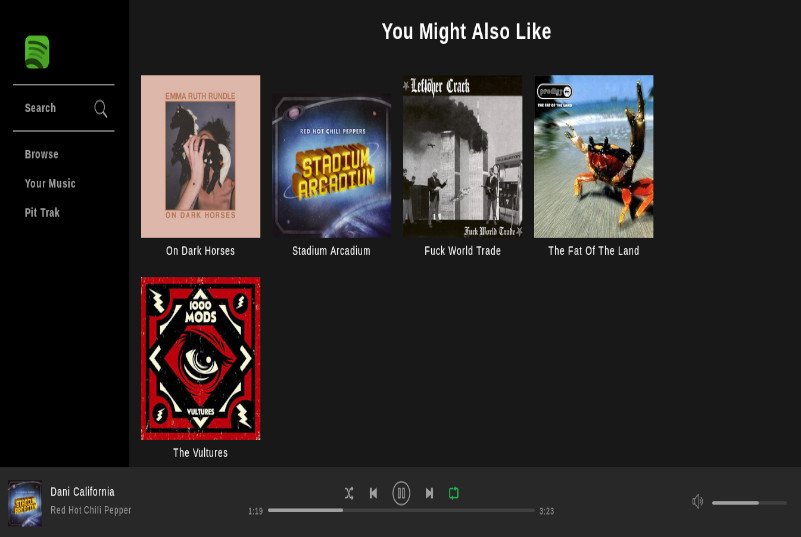 You Might Also Like
Search
Browse
Your Music
Pit Trak
EMMA RUTH RUNDLE
ON DARK HORSES
On Dark Horses
RED HOT CHILI PEPPERS
STADIUM
ARCADIUM
Stadium Arcadium
Leftöver Crack
Fuck World Trade
Fuck World Trade
prodigy
THE FAT OF THE LAND
The Fat Of The Land
1000
MODS
VULTURES
The Vultures
Dani California
Red Hot Chili Pepper
1:19
3:23